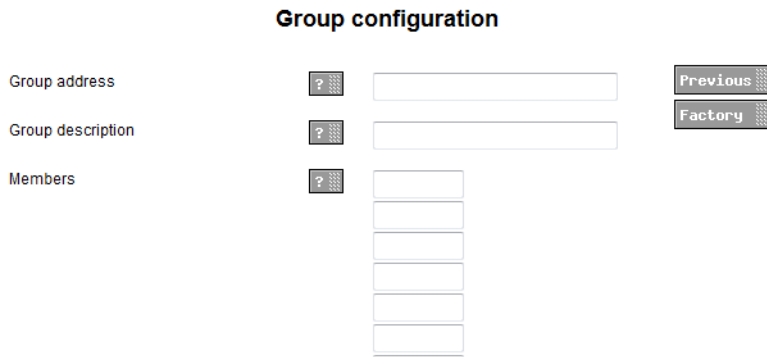 Group configuration
Group address ? Previous
Factory
Group description ?
Members ?